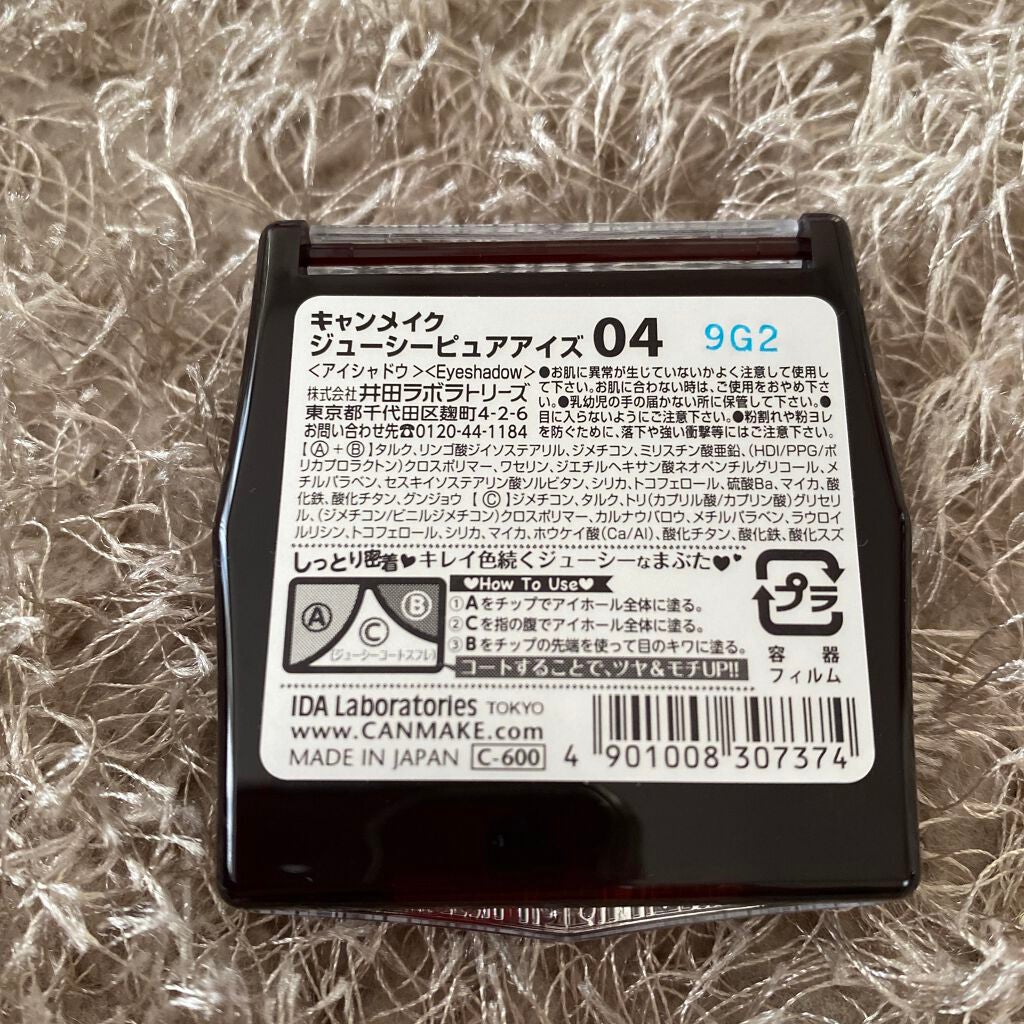 キャンメイク
ジューシーピュアアイズ 04 9G2
<アイシャドウ><Eyeshadow>
株式会社 井田ラボラトリーズ
東京都千代田区麹町4-2-6
お問い合わせ先☎0120-44-1184
●お肌に異常が生じていないかよく注意して使用し
て下さい。お肌に合わない時は、ご使用をおやめ下さ
い。●乳幼児の手の届かない所に保管して下さい。●
目に入らないようにご注意下さい。●粉割れや粉ヨレ
を防ぐために、落下や強い衝撃等にはご注意下さい。
【Ⓐ+Ⓑ】タルク、リンゴ酸ジイソステアリル、ジメチコン、ミリスチン酸亜鉛、(HDI/PPG/ポ
リカプロラクトン)クロスポリマー、ワセリン、ジエチルヘキサン酸ネオペンチルグリコール、メ
チルパラベン、セスキイソステアリン酸ソルビタン、シリカ、トコフェロール、硫酸Ba、マイカ、酸
化鉄、酸化チタン、グンジョウ【Ⓒ】ジメチコン、タルク、トリ(カプリル酸/カプリン酸)グリセリ
ル、(ジメチコン/ビニルジメチコン)クロスポリマー、カルナウバロウ、メチルパラベン、ラウロイ
ルリシン、トコフェロール、シリカ、マイカ、ホウケイ酸(Ca/Al)、酸化チタン、酸化鉄、酸化スズ
しっとり密着♥キレイ色続くジューシーなまぶた♥♥
Ⓐ Ⓑ
Ⓒ
(ジューシーコートスフレ)
♥How To Use♥
①Aをチップでアイホール全体に塗る。
②Cを指の腹でアイホール全体に塗る。
③Bをチップの先端を使って目のキワに塗る。
コートすることで、ツヤ&モチUP!!
プラ
容器
フィルム
IDA Laboratories TOKYO
www.CANMAKE.com
MADE IN JAPAN C-600
4 901008 307374